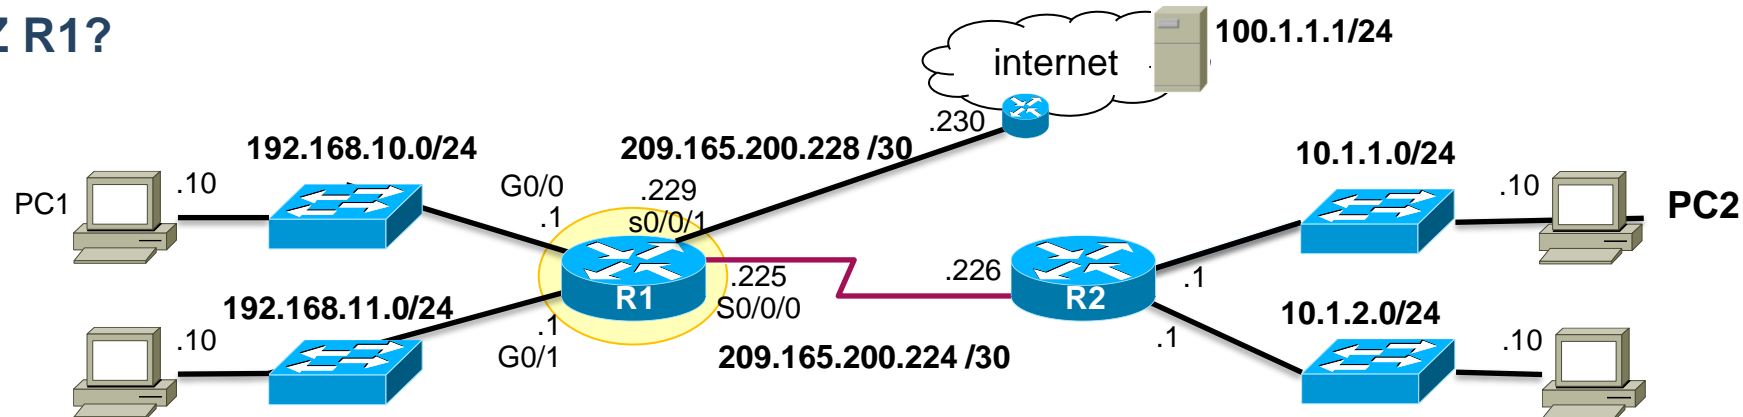 Z R1?
100.1.1.1/24
internet
.230
192.168.10.0/24
209.165.200.228 /30
10.1.1.0/24
PC1
.10
G0/0
.1
.229
s0/0/1
.10
PC2
.225
S0/0/0
.226
R1
R2
.1
192.168.11.0/24
.10
.1
G0/1
209.165.200.224 /30
.1
10.1.2.0/24
.10